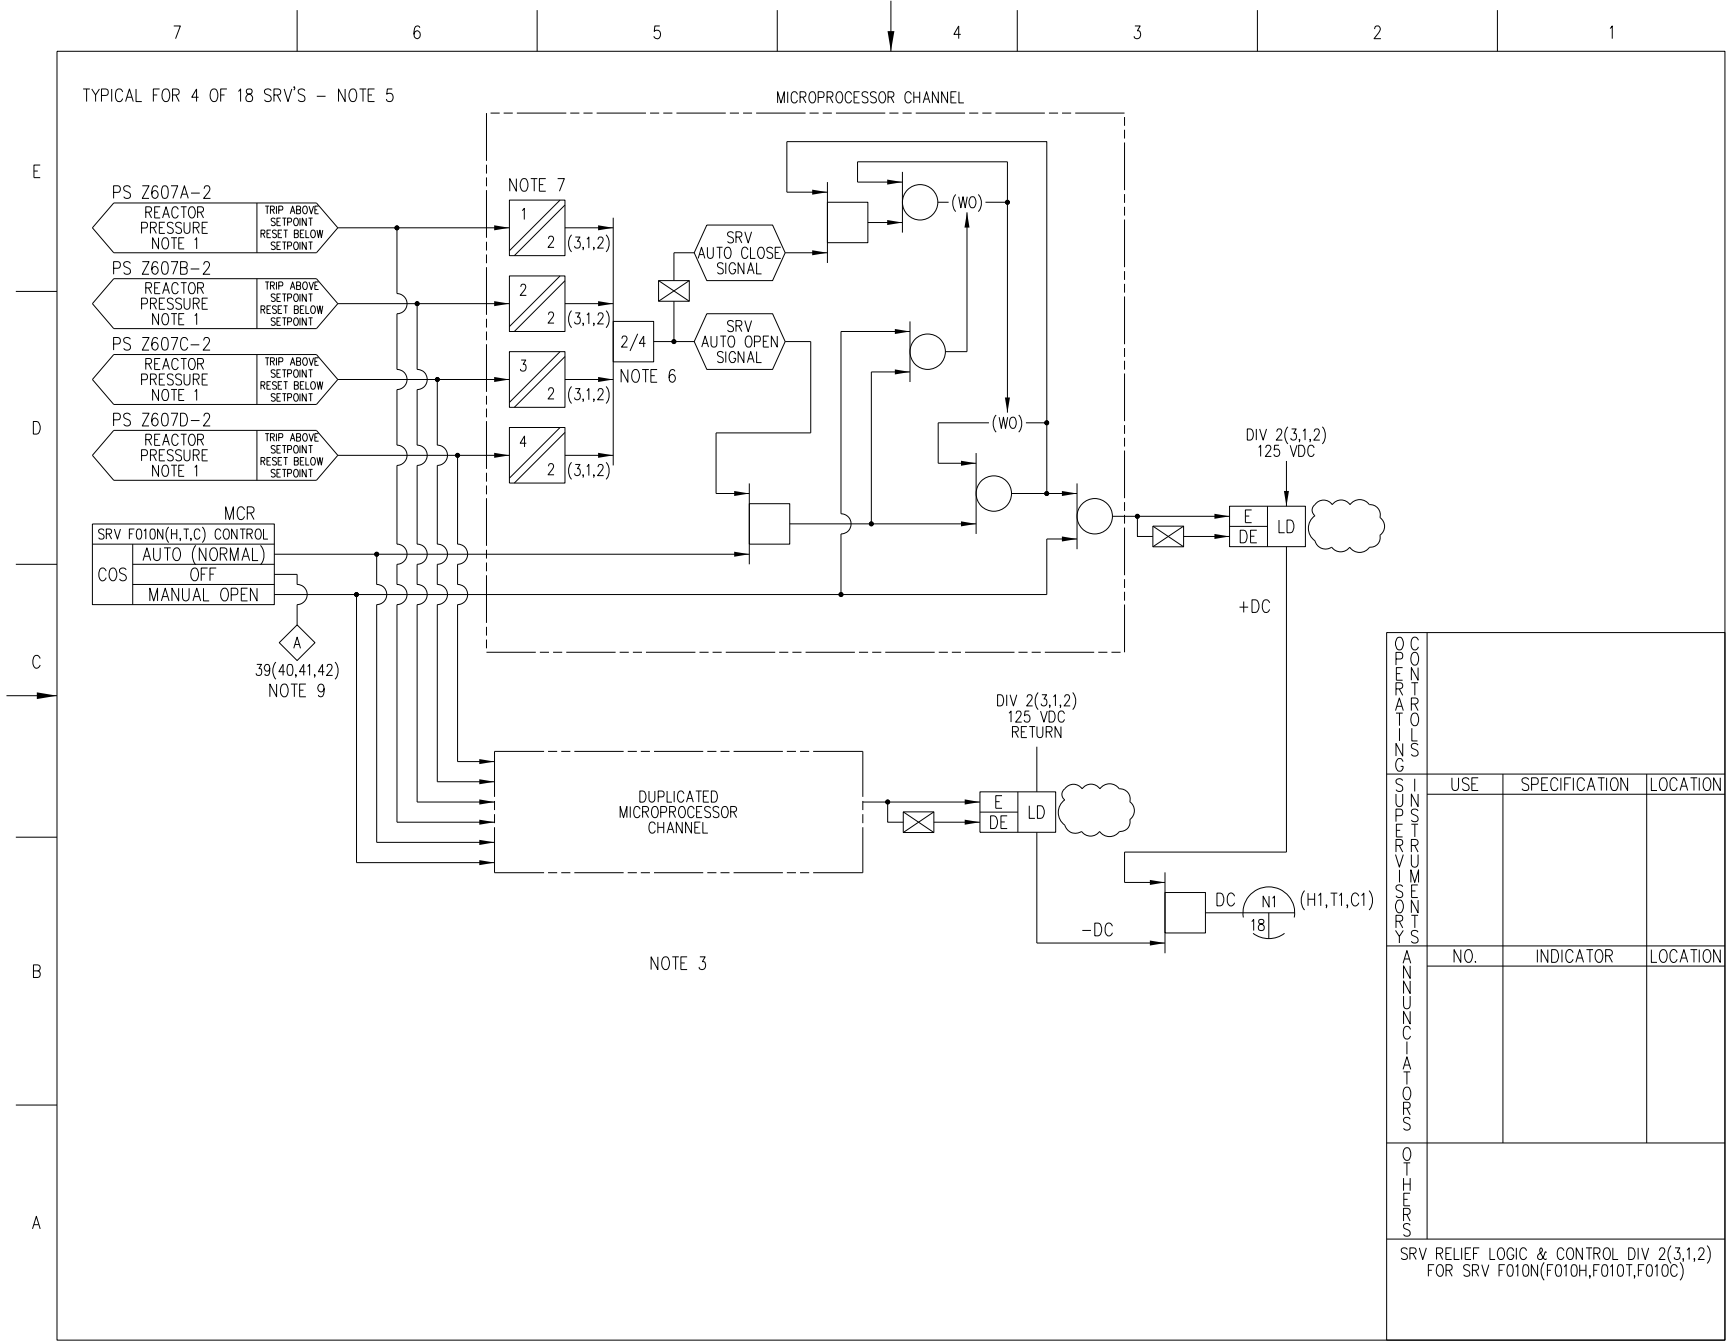 7 6 5 4 3 2 1
TYPICAL FOR 4 OF 18 SRV'S – NOTE 5
MICROPROCESSOR CHANNEL
E
D
C
B
A
PS Z607A–2
REACTOR
PRESSURE
NOTE 1
TRIP ABOVE
SETPOINT
RESET BELOW
SETPOINT
PS Z607B–2
REACTOR
PRESSURE
NOTE 1
TRIP ABOVE
SETPOINT
RESET BELOW
SETPOINT
PS Z607C–2
REACTOR
PRESSURE
NOTE 1
TRIP ABOVE
SETPOINT
RESET BELOW
SETPOINT
PS Z607D–2
REACTOR
PRESSURE
NOTE 1
TRIP ABOVE
SETPOINT
RESET BELOW
SETPOINT
MCR
SRV F010N(H,T,C) CONTROL
COS
AUTO (NORMAL)
OFF
MANUAL OPEN
A
39(40,41,42)
NOTE 9
NOTE 7
1
2 (3,1,2)
2
2 (3,1,2)
3
2 (3,1,2)
4
2 (3,1,2)
2/4
NOTE 6
SRV
AUTO CLOSE
SIGNAL
SRV
AUTO OPEN
SIGNAL
(WO)
(WO)
DIV 2(3,1,2)
125 VDC
E
DE
LD
+DC
DUPLICATED
MICROPROCESSOR
CHANNEL
DIV 2(3,1,2)
125 VDC
RETURN
E
DE
LD
–DC
DC
N1
18
(H1,T1,C1)
NOTE 3
OPERATING
CONTROLS
SUPERVISORY
INSTRUMENTS
USE SPECIFICATION LOCATION
ANNUNCIATORS
NO. INDICATOR LOCATION
OTHERS
SRV RELIEF LOGIC & CONTROL DIV 2(3,1,2)
FOR SRV F010N(F010H,F010T,F010C)